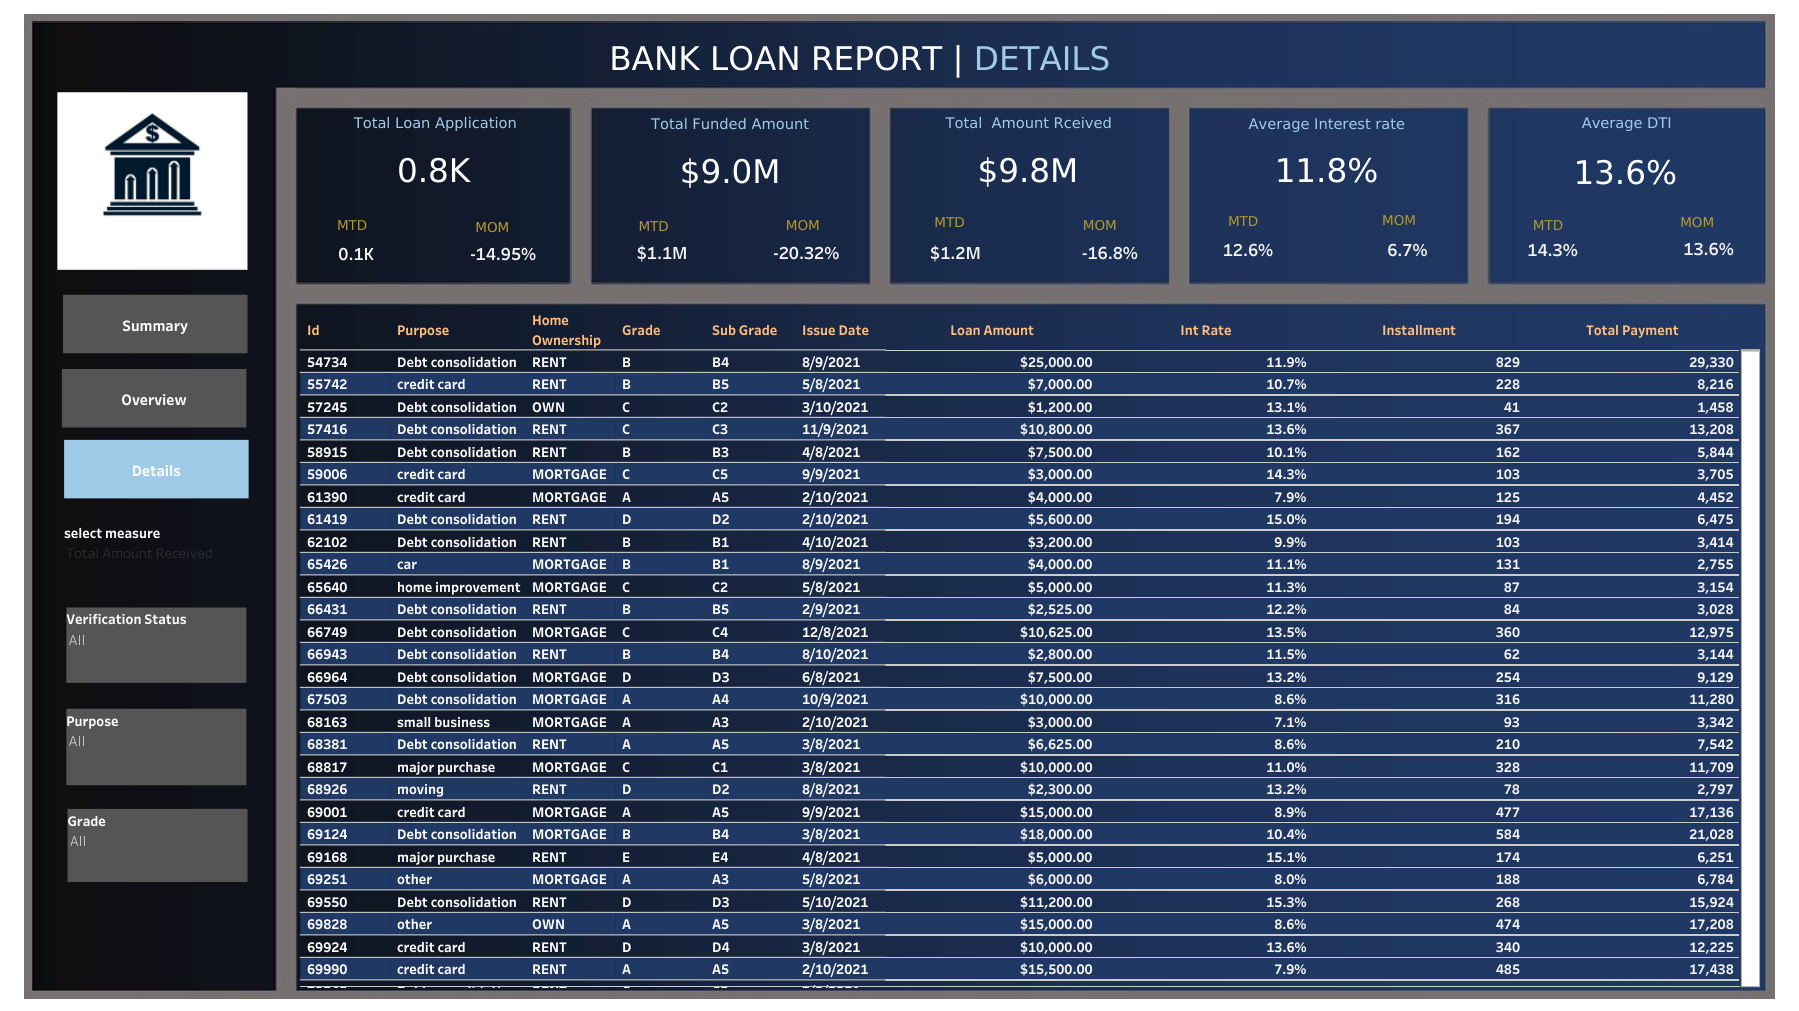 BANK LOAN REPORT | DETAILS
$
Total Loan Application
0.8K
MTD MOM
0.1K -14.95%
Total Funded Amount
$9.0M
MTD MOM
$1.1M -20.32%
Total Amount Rceived
$9.8M
MTD MOM
$1.2M -16.8%
Average Interest rate
11.8%
MTD MOM
12.6% 6.7%
Average DTI
13.6%
MTD MOM
14.3% 13.6%
Summary
Overview
Details
select measure
Total Amount Received
Verification Status
All
Purpose
All
Grade
All
Id Purpose Home Ownership Grade Sub Grade Issue Date Loan Amount Int Rate Installment Total Payment
54734 Debt consolidation RENT B B4 8/9/2021 $25,000.00 11.9% 829 29,330
55742 credit card RENT B B5 5/8/2021 $7,000.00 10.7% 228 8,216
57245 Debt consolidation OWN C C2 3/10/2021 $1,200.00 13.1% 41 1,458
57416 Debt consolidation RENT C C3 11/9/2021 $10,800.00 13.6% 367 13,208
58915 Debt consolidation RENT B B3 4/8/2021 $7,500.00 10.1% 162 5,844
59006 credit card MORTGAGE C C5 9/9/2021 $3,000.00 14.3% 103 3,705
61390 credit card MORTGAGE A A5 2/10/2021 $4,000.00 7.9% 125 4,452
61419 Debt consolidation RENT D D2 2/10/2021 $5,600.00 15.0% 194 6,475
62102 Debt consolidation RENT B B1 4/10/2021 $3,200.00 9.9% 103 3,414
65426 car MORTGAGE B B1 8/9/2021 $4,000.00 11.1% 131 2,755
65640 home improvement MORTGAGE C C2 5/8/2021 $5,000.00 11.3% 87 3,154
66431 Debt consolidation RENT B B5 2/9/2021 $2,525.00 12.2% 84 3,028
66749 Debt consolidation MORTGAGE C C4 12/8/2021 $10,625.00 13.5% 360 12,975
66943 Debt consolidation RENT B B4 8/10/2021 $2,800.00 11.5% 62 3,144
66964 Debt consolidation MORTGAGE D D3 6/8/2021 $7,500.00 13.2% 254 9,129
67503 Debt consolidation MORTGAGE A A4 10/9/2021 $10,000.00 8.6% 316 11,280
68163 small business MORTGAGE A A3 2/10/2021 $3,000.00 7.1% 93 3,342
68381 Debt consolidation RENT A A5 3/8/2021 $6,625.00 8.6% 210 7,542
68817 major purchase MORTGAGE C C1 3/8/2021 $10,000.00 11.0% 328 11,709
68926 moving RENT D D2 8/8/2021 $2,300.00 13.2% 78 2,797
69001 credit card MORTGAGE A A5 9/9/2021 $15,000.00 8.9% 477 17,136
69124 Debt consolidation MORTGAGE B B4 3/8/2021 $18,000.00 10.4% 584 21,028
69168 major purchase RENT E E4 4/8/2021 $5,000.00 15.1% 174 6,251
69251 other MORTGAGE A A3 5/8/2021 $6,000.00 8.0% 188 6,784
69550 Debt consolidation RENT D D3 5/10/2021 $11,200.00 15.3% 268 15,924
69828 other OWN A A5 3/8/2021 $15,000.00 8.6% 474 17,208
69924 credit card RENT D D4 3/8/2021 $10,000.00 13.6% 340 12,225
69990 credit card RENT A A5 2/10/2021 $15,500.00 7.9% 485 17,438